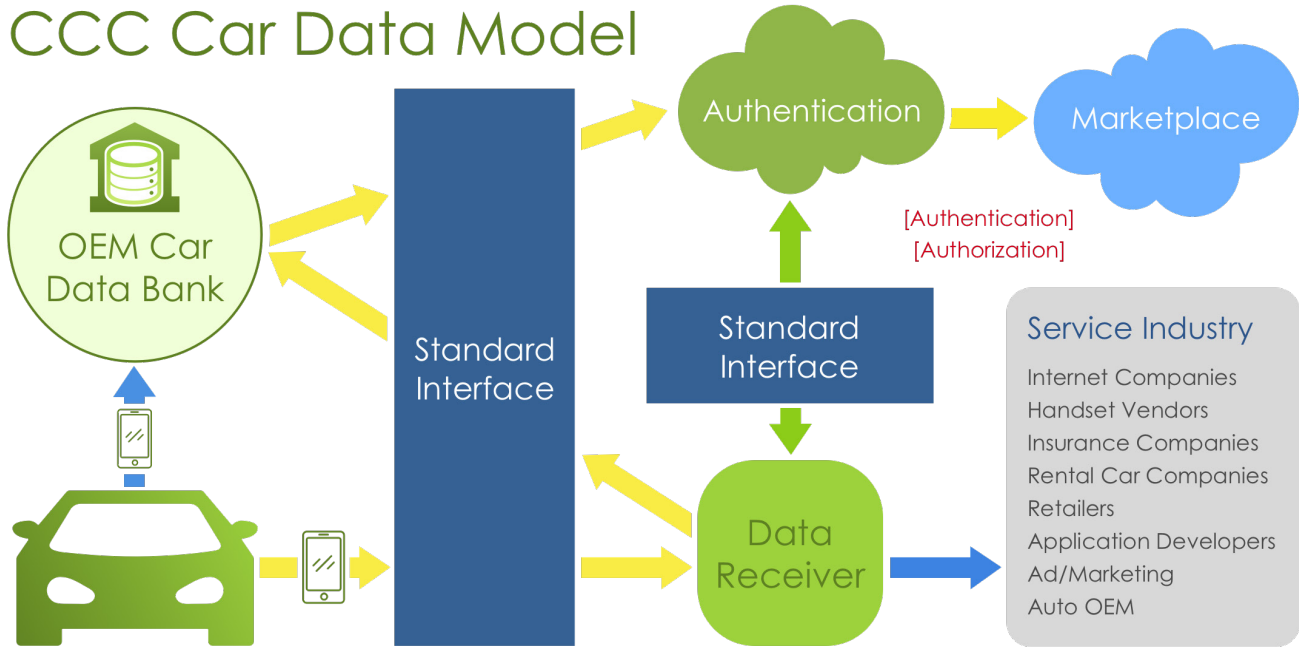 CCC Car Data Model
OEM Car
Data Bank
Standard
Interface
Authentication
Marketplace
[Authentication]
[Authorization]
Standard
Interface
Data
Receiver
Service Industry
Internet Companies
Handset Vendors
Insurance Companies
Rental Car Companies
Retailers
Application Developers
Ad/Marketing
Auto OEM